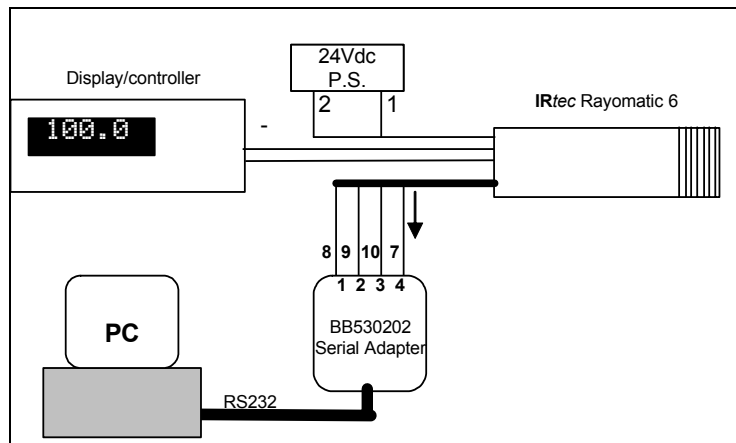 24Vdc
P.S.
2 1
Display/controller
IRtec Rayomatic 6
100.0
-
8 9 10 7
1 2 3 4
BB530202
Serial Adapter
PC
RS232